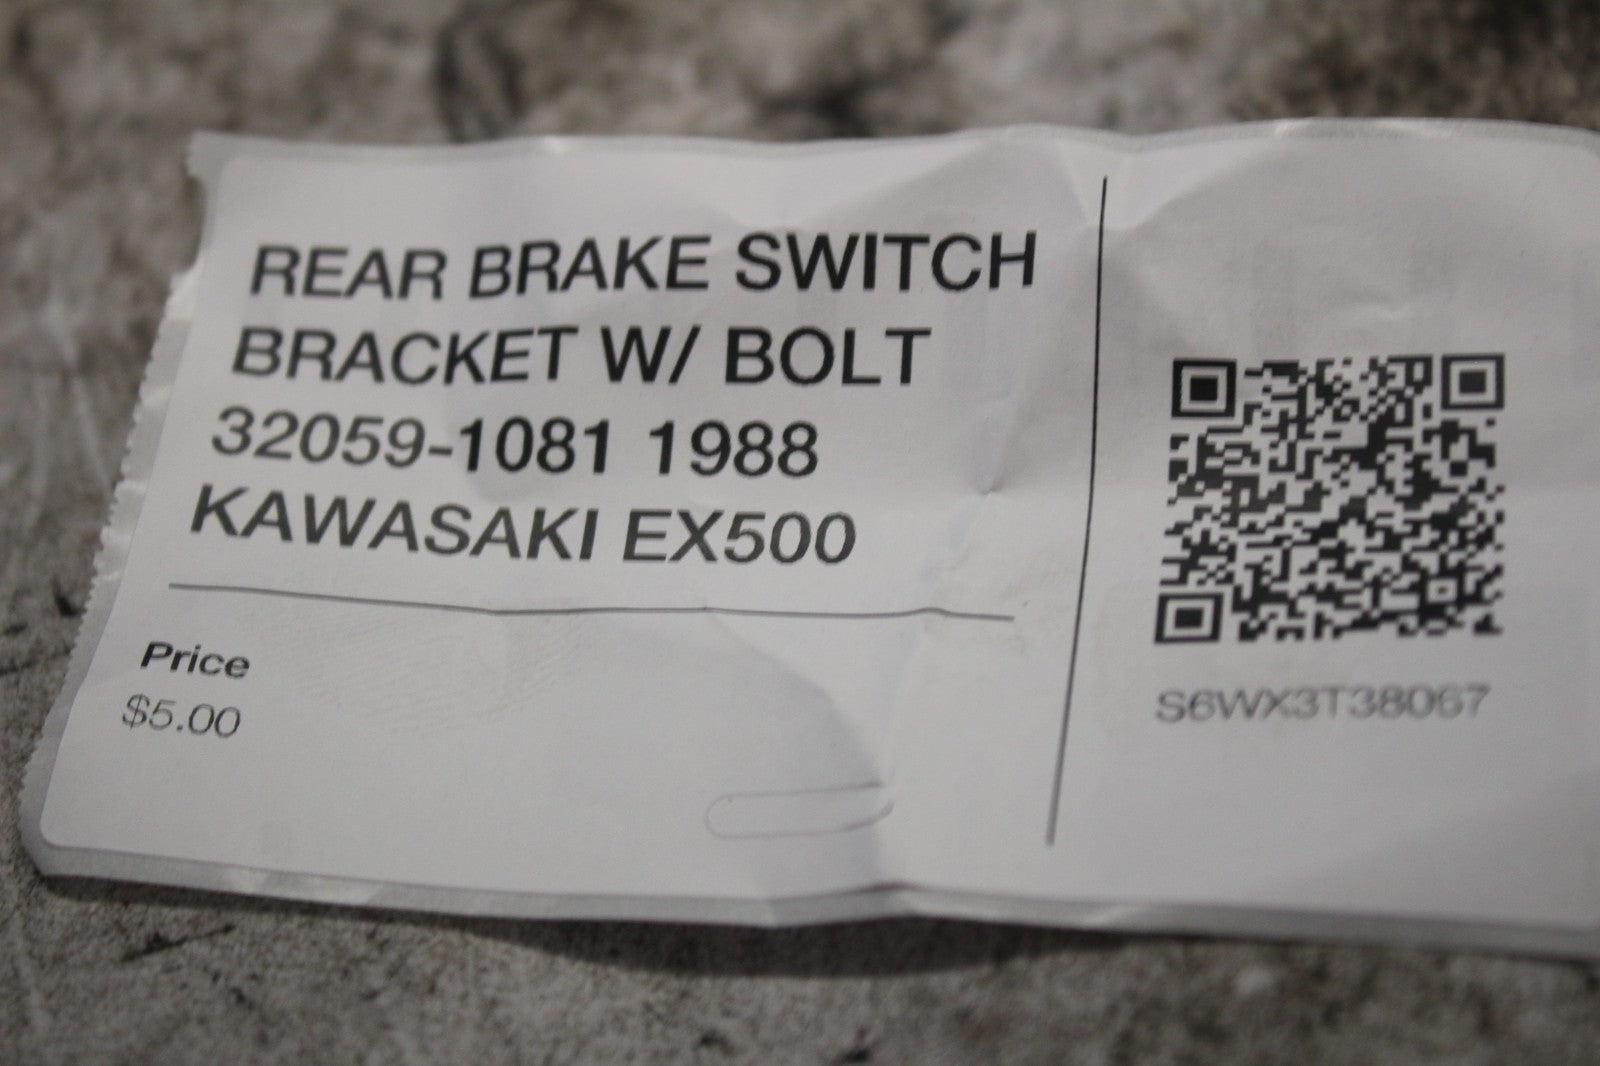 REAR BRAKE SWITCH
BRACKET W/ BOLT
32059-1081 1988
KAWASAKI EX500
Price
$5.00
S6WX3T38067